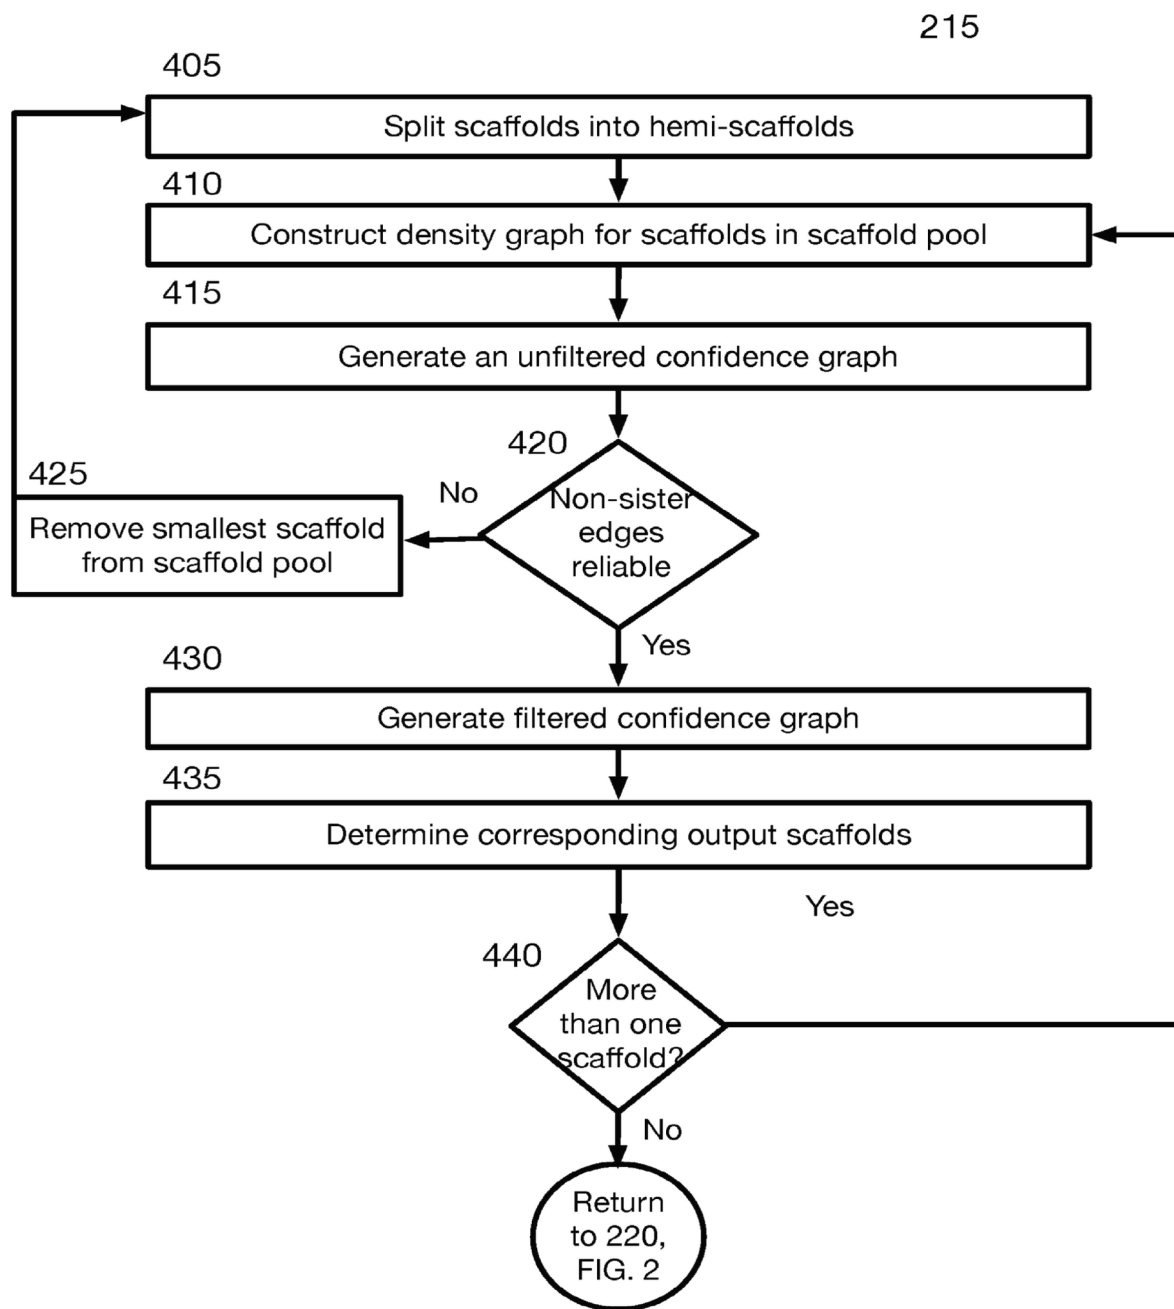 215
405
Split scaffolds into hemi-scaffolds
410
Construct density graph for scaffolds in scaffold pool
415
Generate an unfiltered confidence graph
420
Non-sister
edges
reliable
No
425
Remove smallest scaffold
from scaffold pool
Yes
430
Generate filtered confidence graph
435
Determine corresponding output scaffolds
Yes
440
More
than one
scaffold?
No
Return
to 220,
FIG. 2